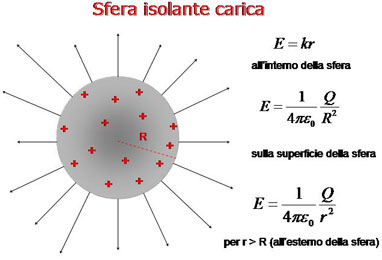 Sfera isolante carica
E = kr
all'interno della sfera
E = 1/4πε₀ Q/R²
sulla superficie della sfera
R
E = 1/4πε₀ Q/r²
per r > R (all'esterno della sfera)